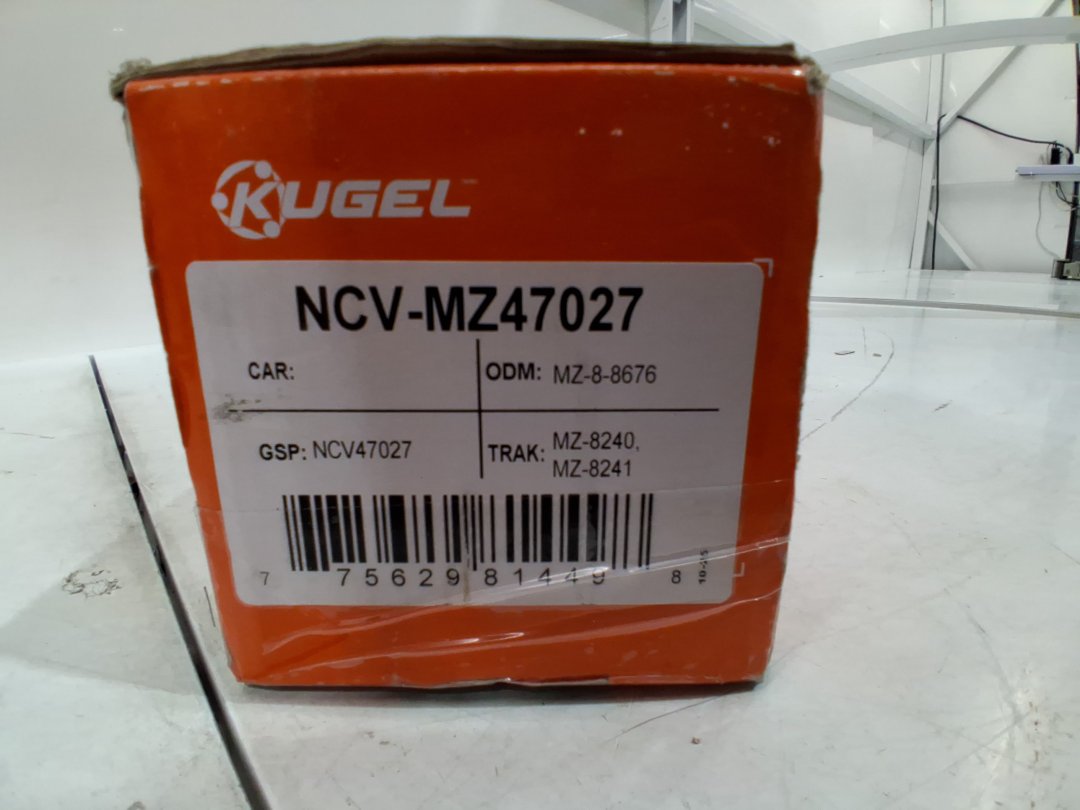 KUGEL
NCV-MZ47027
CAR:
ODM: MZ-8-8676
GSP: NCV47027
TRAK: MZ-8240,
MZ-8241
7 75629 81449 8